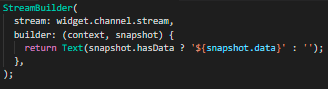 StreamBuilder(
  stream: widget.channel.stream,
  builder: (context, snapshot) {
    return Text(snapshot.hasData ? '${snapshot.data}' : '');
  },
);